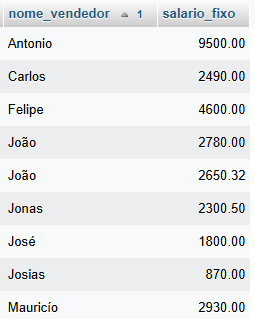 nome_vendedor 1 salario_fixo
Antonio 9500.00
Carlos 2490.00
Felipe 4600.00
João 2780.00
João 2650.32
Jonas 2300.50
José 1800.00
Josias 870.00
Mauricío 2930.00